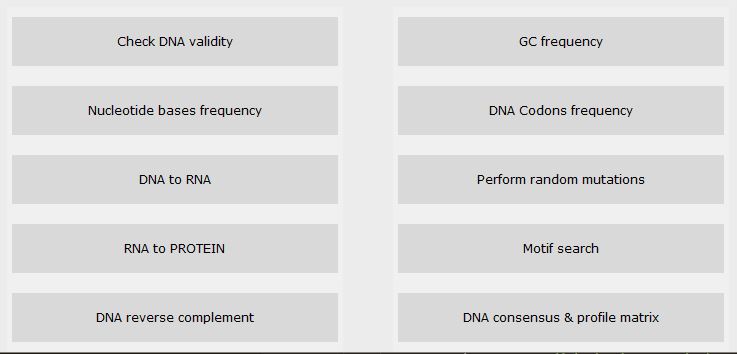 Check DNA validity
GC frequency
Nucleotide bases frequency
DNA Codons frequency
DNA to RNA
Perform random mutations
RNA to PROTEIN
Motif search
DNA reverse complement
DNA consensus & profile matrix